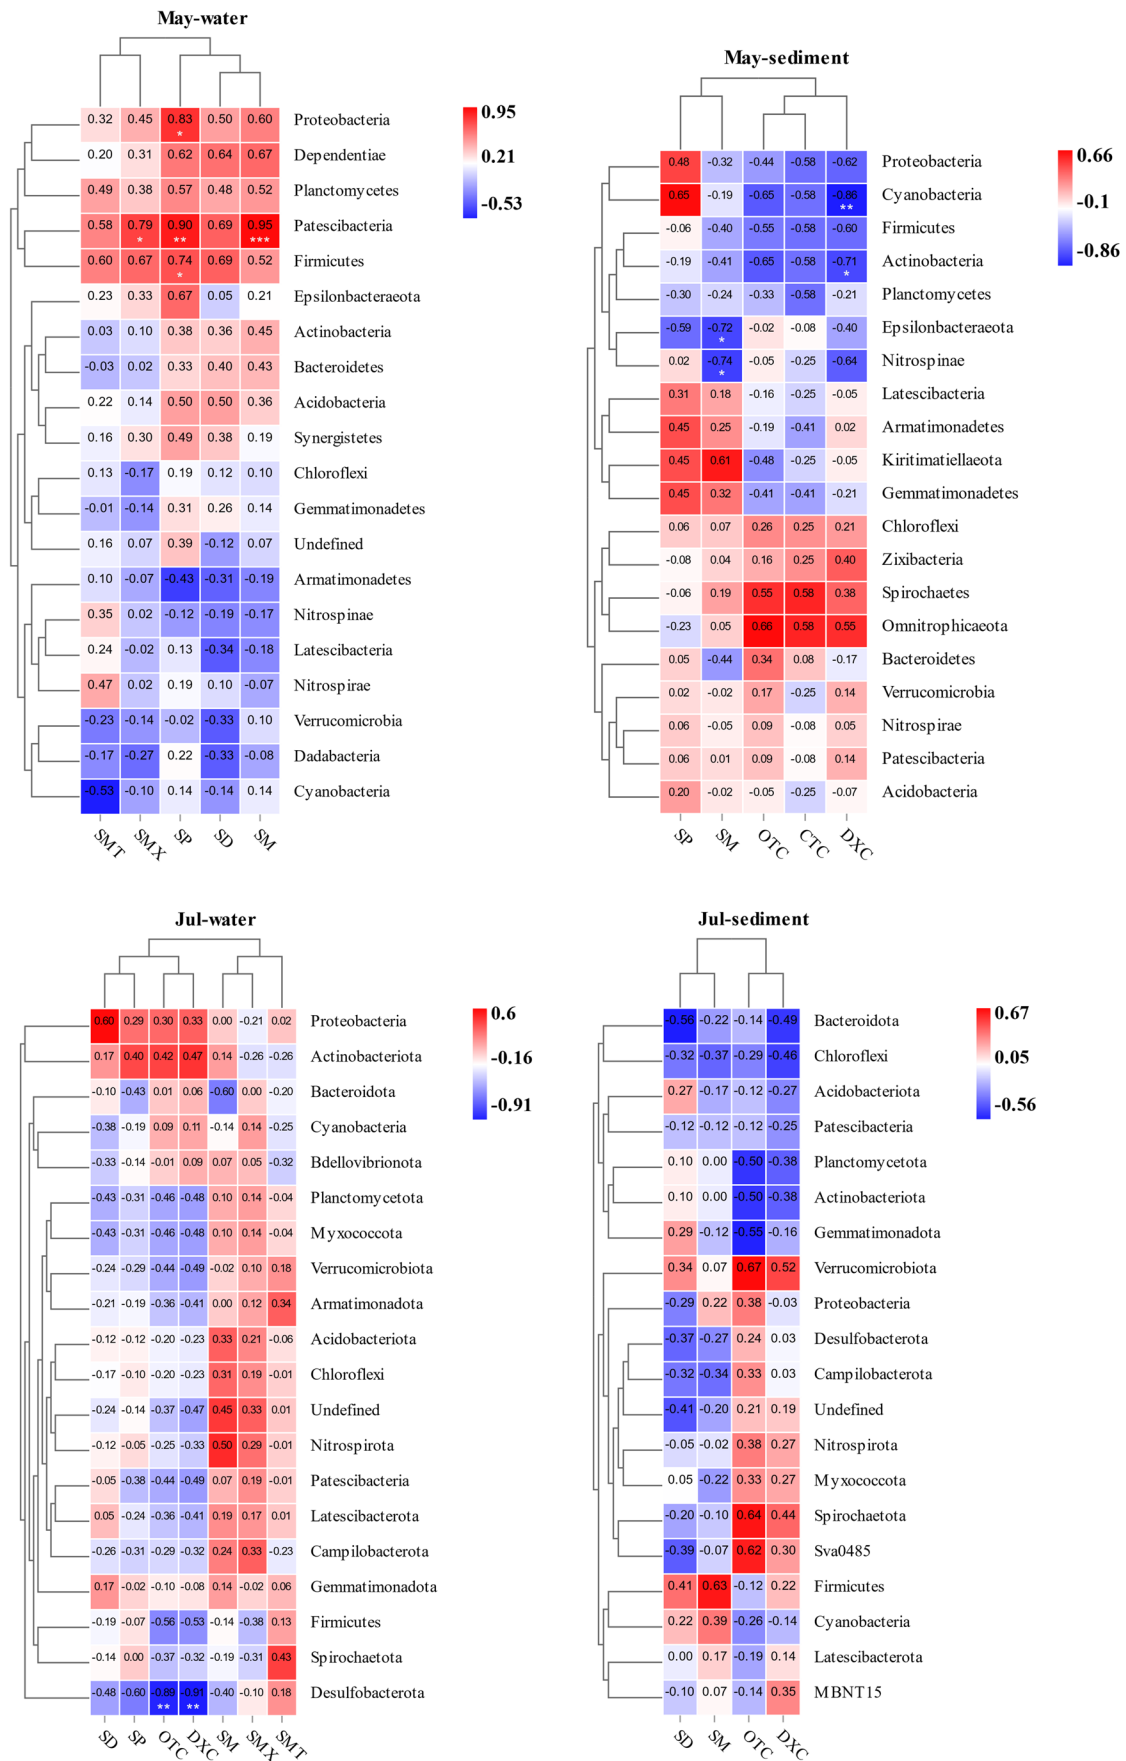 May-water
0.32 0.45 0.83 0.50 0.60 Proteobacteria
*
0.20 0.31 0.62 0.64 0.67 Dependentiae
0.49 0.38 0.57 0.48 0.52 Planctomycetes
0.58 0.79 0.90 0.69 0.95 Patescibacteria
* ** ***
0.60 0.67 0.74 0.69 0.52 Firmicutes
*
0.23 0.33 0.67 0.05 0.21 Epsilonbacteraeota
0.03 0.10 0.38 0.36 0.45 Actinobacteria
-0.03 0.02 0.33 0.40 0.43 Bacteroidetes
0.22 0.14 0.50 0.50 0.36 Acidobacteria
0.16 0.30 0.49 0.38 0.19 Synergistetes
0.13 -0.17 0.19 0.12 0.10 Chloroflexi
-0.01 -0.14 0.31 0.26 0.14 Gemmatimonadetes
0.16 0.07 0.39 -0.12 0.07 Undefined
0.10 -0.07 -0.43 -0.31 -0.19 Armatimonadetes
0.35 0.02 -0.12 -0.19 -0.17 Nitrospinae
0.24 -0.02 0.13 -0.34 -0.18 Latescibacteria
0.47 0.02 0.19 0.10 -0.07 Nitrospirae
-0.23 -0.14 -0.02 -0.33 0.10 Verrucomicrobia
-0.17 -0.27 0.22 -0.33 -0.08 Dadabacteria
-0.53 -0.10 0.14 -0.14 0.14 Cyanobacteria
SMT SMX SP SD SM
0.95
0.21
-0.53
May-sediment
0.48 -0.32 -0.44 -0.58 -0.62 Proteobacteria
0.65 -0.19 -0.65 -0.58 -0.86 Cyanobacteria
**
-0.06 -0.40 -0.55 -0.58 -0.60 Firmicutes
-0.19 -0.41 -0.65 -0.58 -0.71 Actinobacteria
*
-0.30 -0.24 -0.33 -0.58 -0.21 Planctomycetes
-0.59 -0.72 -0.02 -0.08 -0.40 Epsilonbacteraeota
*
0.02 -0.74 -0.05 -0.25 -0.64 Nitrospinae
*
0.31 0.18 -0.16 -0.25 -0.05 Latescibacteria
0.45 0.25 -0.19 -0.41 0.02 Armatimonadetes
0.45 0.61 -0.48 -0.25 -0.05 Kiritimatiellaeota
0.45 0.32 -0.41 -0.41 -0.21 Gemmatimonadetes
0.06 0.07 0.26 0.25 0.21 Chloroflexi
-0.08 0.04 0.16 0.25 0.40 Zixibacteria
-0.06 0.19 0.55 0.58 0.38 Spirochaetes
-0.23 0.05 0.66 0.58 0.55 Omnitrophicaeota
0.05 -0.44 0.34 0.08 -0.17 Bacteroidetes
0.02 -0.02 0.17 -0.25 0.14 Verrucomicrobia
0.06 -0.05 0.09 -0.08 0.05 Nitrospirae
0.06 0.01 0.09 -0.08 0.14 Patescibacteria
0.20 -0.02 -0.05 -0.25 -0.07 Acidobacteria
SP SM OTC CTC DXC
0.66
-0.1
-0.86
Jul-water
0.60 0.29 0.30 0.33 0.00 -0.21 0.02 Proteobacteria
0.17 0.40 0.42 0.47 0.14 -0.26 -0.26 Actinobacteriota
-0.10 -0.43 0.01 0.06 -0.60 0.00 -0.20 Bacteroidota
-0.38 -0.19 0.09 0.11 -0.14 0.14 -0.25 Cyanobacteria
-0.33 -0.14 -0.01 0.09 0.07 0.05 -0.32 Bdellovibrionota
-0.43 -0.31 -0.46 -0.48 0.10 0.14 -0.04 Planctomycetota
-0.43 -0.31 -0.46 -0.48 0.10 0.14 -0.04 Myxococcota
-0.24 -0.29 -0.44 -0.49 -0.02 0.10 0.18 Verrucomicrobiota
-0.21 -0.19 -0.36 -0.41 0.00 0.12 0.34 Armatimonadota
-0.12 -0.12 -0.20 -0.23 0.33 0.21 -0.06 Acidobacteriota
-0.17 -0.10 -0.20 -0.23 0.31 0.19 -0.01 Chloroflexi
-0.24 -0.14 -0.37 -0.47 0.45 0.33 0.01 Undefined
-0.12 -0.05 -0.25 -0.33 0.50 0.29 -0.01 Nitrospirota
-0.05 -0.38 -0.44 -0.49 0.07 0.19 -0.01 Patescibacteria
0.05 -0.24 -0.36 -0.41 0.19 0.17 0.01 Latescibacterota
-0.26 -0.31 -0.29 -0.32 0.24 0.33 -0.23 Campilobacterota
0.17 -0.02 -0.10 -0.08 0.14 -0.02 0.06 Gemmatimonadota
-0.19 -0.07 -0.56 -0.53 -0.14 -0.38 0.13 Firmicutes
-0.14 0.00 -0.37 -0.32 -0.19 -0.31 0.43 Spirochaetota
-0.48 -0.60 -0.89 -0.91 -0.40 -0.10 0.18 Desulfobacterota
** **
SD SP OTC DXC SM SMX SMT
0.6
-0.16
-0.91
Jul-sediment
-0.56 -0.22 -0.14 -0.49 Bacteroidota
-0.32 -0.37 -0.29 -0.46 Chloroflexi
0.27 -0.17 -0.12 -0.27 Acidobacteriota
-0.12 -0.12 -0.12 -0.25 Patescibacteria
0.10 0.00 -0.50 -0.38 Planctomycetota
0.10 0.00 -0.50 -0.38 Actinobacteriota
0.29 -0.12 -0.55 -0.16 Gemmatimonadota
0.34 0.07 0.67 0.52 Verrucomicrobiota
-0.29 0.22 0.38 -0.03 Proteobacteria
-0.37 -0.27 0.24 0.03 Desulfobacterota
-0.32 -0.34 0.33 0.03 Campilobacterota
-0.41 -0.20 0.21 0.19 Undefined
-0.05 -0.02 0.38 0.27 Nitrospirota
0.05 -0.22 0.33 0.27 Myxococcota
-0.20 -0.10 0.64 0.44 Spirochaetota
-0.39 -0.07 0.62 0.30 Sva0485
0.41 0.63 -0.12 0.22 Firmicutes
0.22 0.39 -0.26 -0.14 Cyanobacteria
0.00 0.17 -0.19 0.14 Latescibacterota
-0.10 0.07 -0.14 0.35 MBNT15
SD SM OTC DXC
0.67
0.05
-0.56